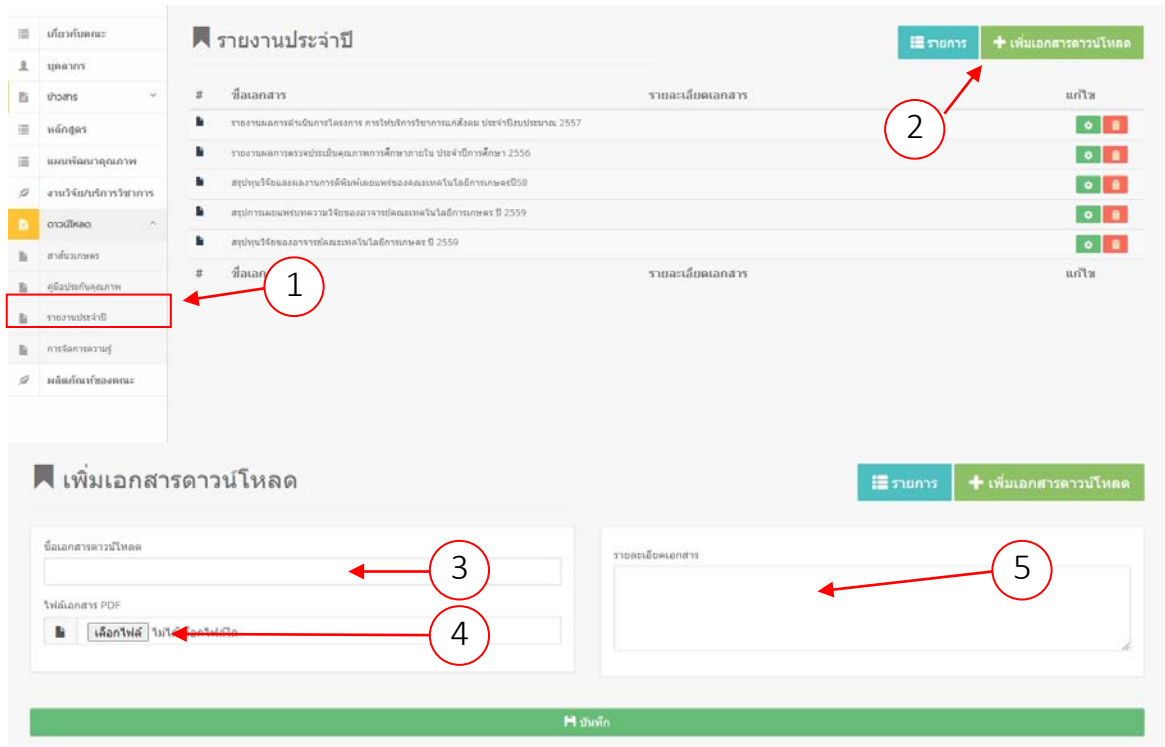 เกี่ยวกับคณะ
บุคลากร
ข่าวสาร
หลักสูตร
แผนพัฒนาคุณภาพ
งานวิจัย/บริการวิชาการ
ดาวน์โหลด
สาส์นวเกษตร
คู่มือประกันคุณภาพ
รายงานประจำปี
การจัดการความรู้
ผลิตภัณฑ์ของคณะ
รายงานประจำปี
รายการ
เพิ่มเอกสารดาวน์โหลด
2
# ชื่อเอกสาร รายละเอียดเอกสาร แก้ไข
รายงานผลการดำเนินการโครงการ การให้บริการวิชาการแก่สังคม ประจำปีงบประมาณ 2557
รายงานผลการตรวจประเมินคุณภาพการศึกษาภายใน ประจำปีการศึกษา 2556
สรุปทุนวิจัยและผลงานการตีพิมพ์เผยแพร่ของคณะเทคโนโลยีการเกษตรปี58
สรุปการเผยแพร่บทความวิจัยของอาจารย์คณะเทคโนโลยีการเกษตร ปี 2559
สรุปทุนวิจัยของอาจารย์คณะเทคโนโลยีการเกษตร ปี 2559
# ชื่อเอก รายละเอียดเอกสาร แก้ไข
1
เพิ่มเอกสารดาวน์โหลด
รายการ
เพิ่มเอกสารดาวน์โหลด
ชื่อเอกสารดาวน์โหลด
3
ไฟล์เอกสาร PDF
เลือกไฟล์ ไม่ได้เลือกไฟล์ใด
4
รายละเอียดเอกสาร
5
บันทึก